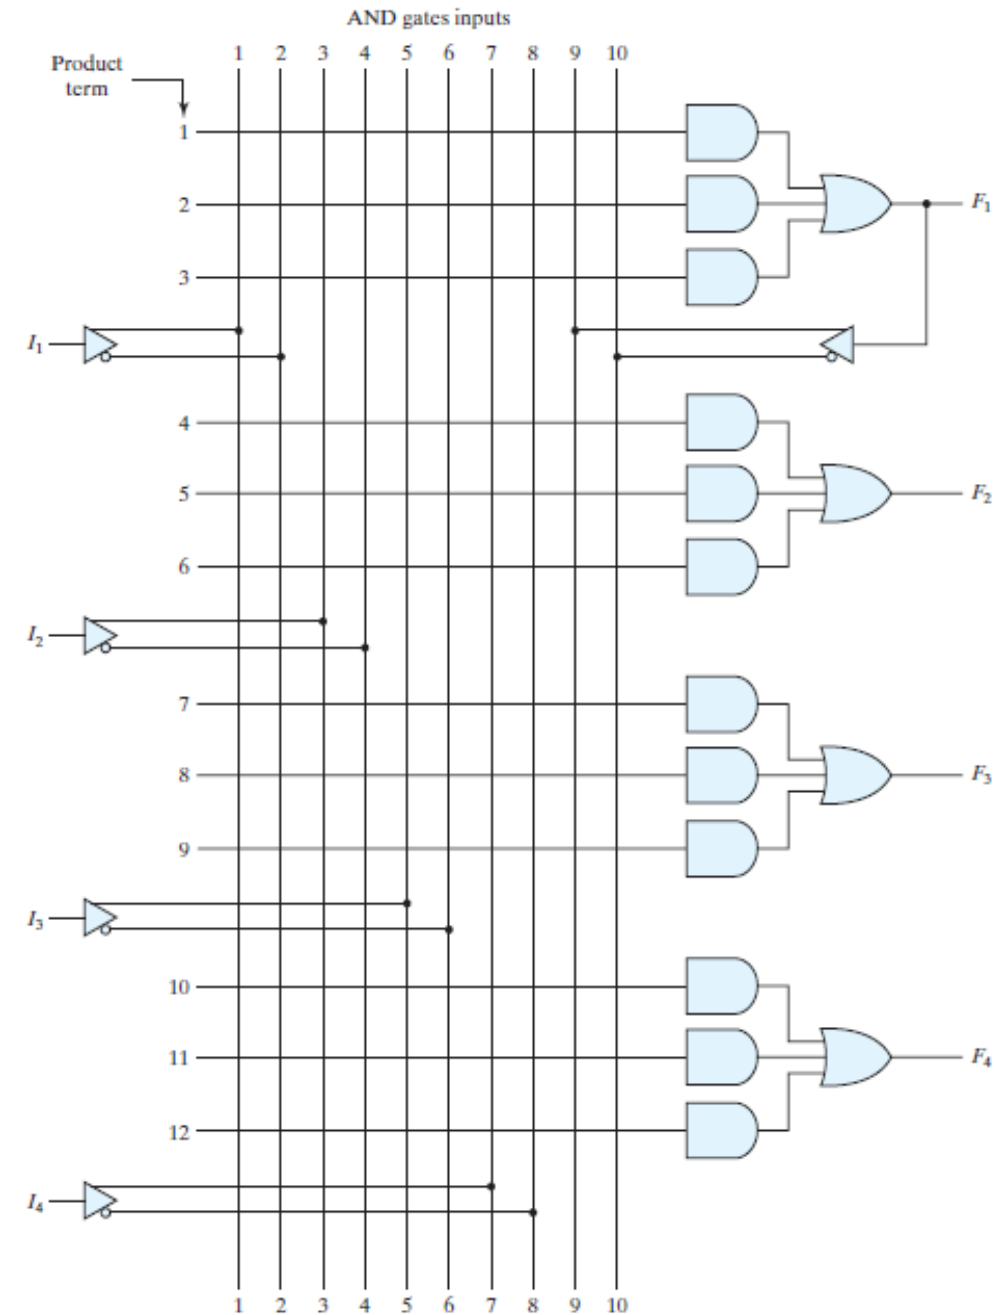 AND gates inputs
1 2 3 4 5 6 7 8 9 10
Product
term
1
F₁
2
3
I₁
4
5
F₂
6
I₂
7
8
F₃
9
I₃
10
11
F₄
12
I₄
1 2 3 4 5 6 7 8 9 10